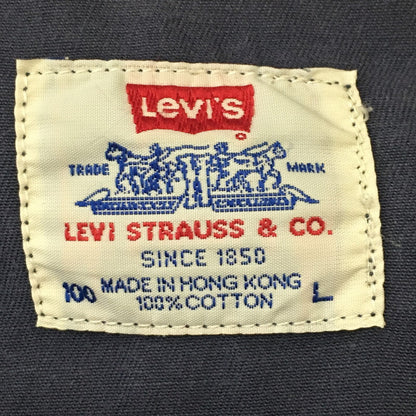 LEVI'S
TRADE MARK
LEVI STRAUSS & CO.
SINCE 1850
100 MADE IN HONG KONG L
100% COTTON